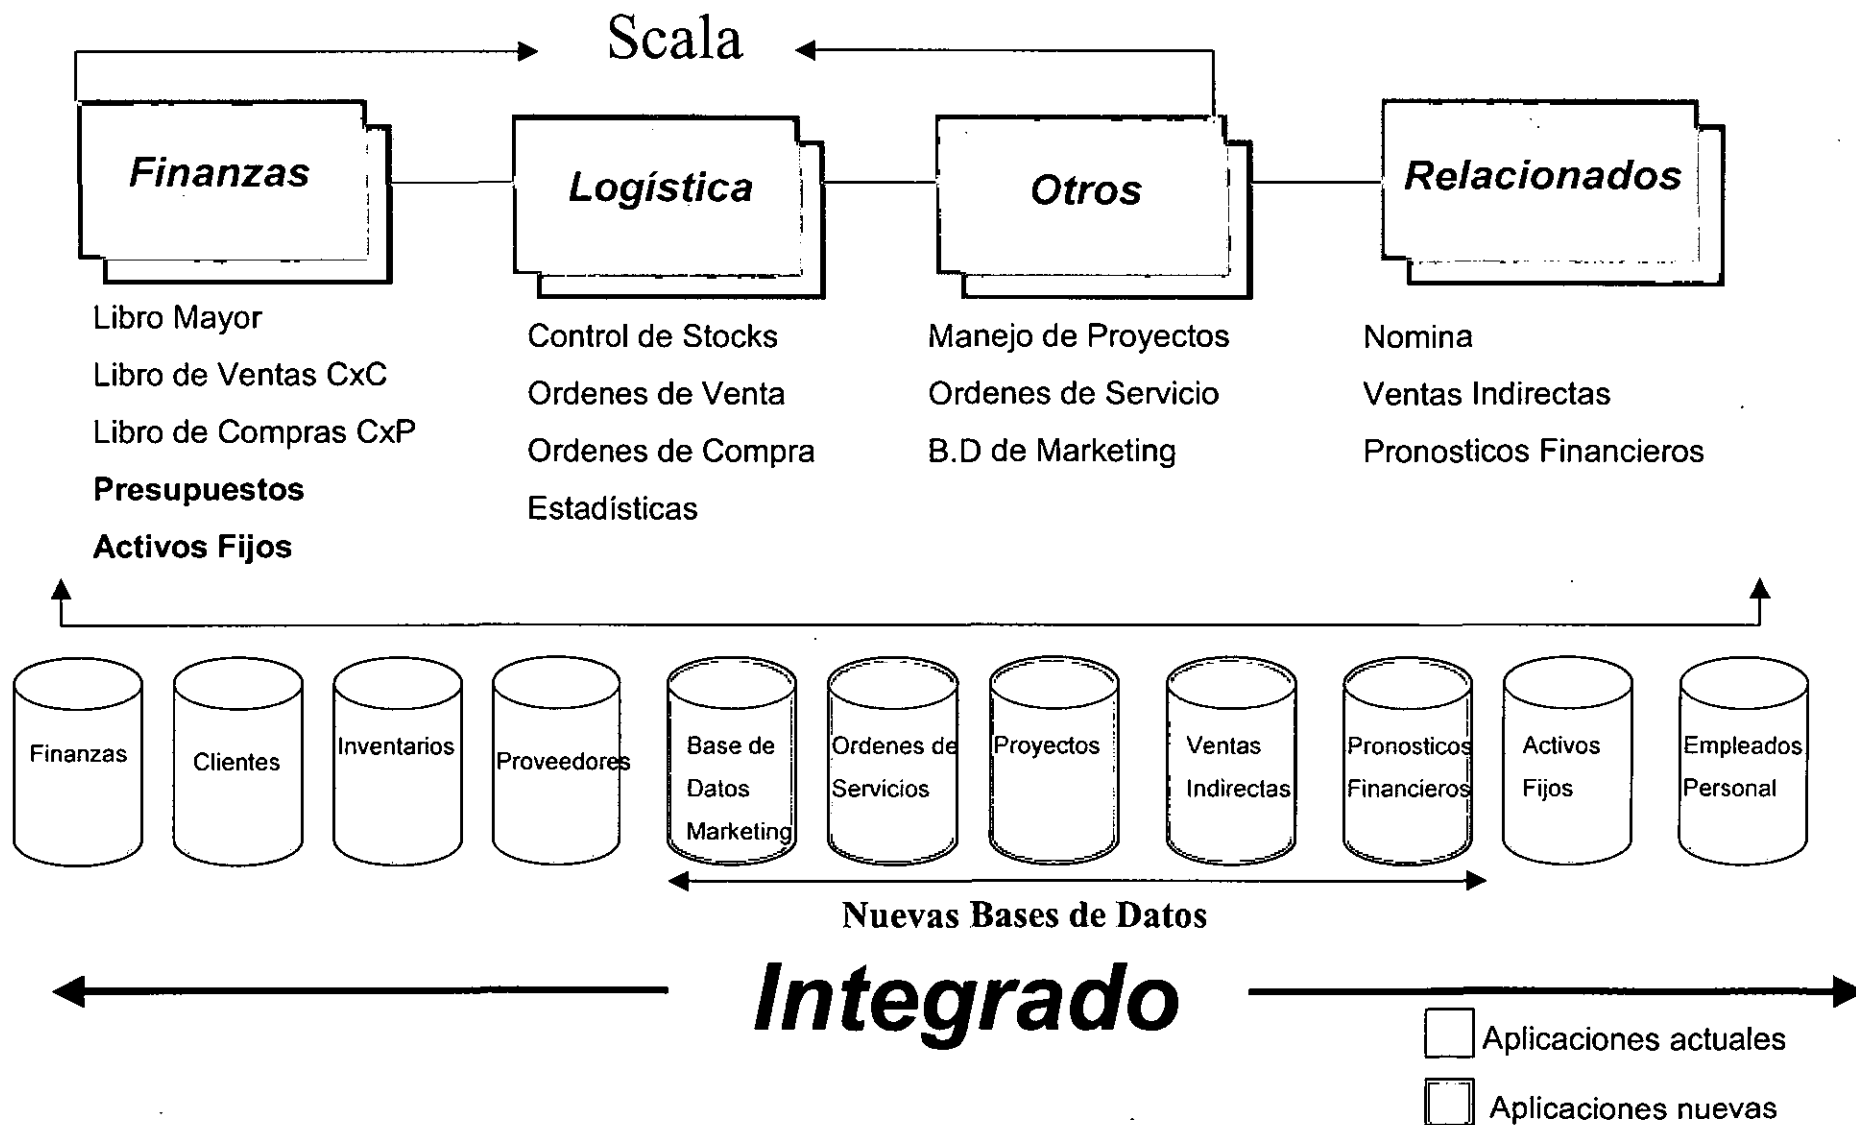 Scala
Finanzas
Logística
Otros
Relacionados
Libro Mayor
Libro de Ventas CxC
Libro de Compras CxP
Presupuestos
Activos Fijos
Control de Stocks
Ordenes de Venta
Ordenes de Compra
Estadísticas
Manejo de Proyectos
Ordenes de Servicio
B.D de Marketing
Nomina
Ventas Indirectas
Pronosticos Financieros
Finanzas
Clientes
Inventarios
Proveedores
Base de
Datos
Marketing
Ordenes de
Servicios
Proyectos
Ventas
Indirectas
Pronosticos
Financieros
Activos
Fijos
Empleados
Personal
Nuevas Bases de Datos
Integrado
Aplicaciones actuales
Aplicaciones nuevas